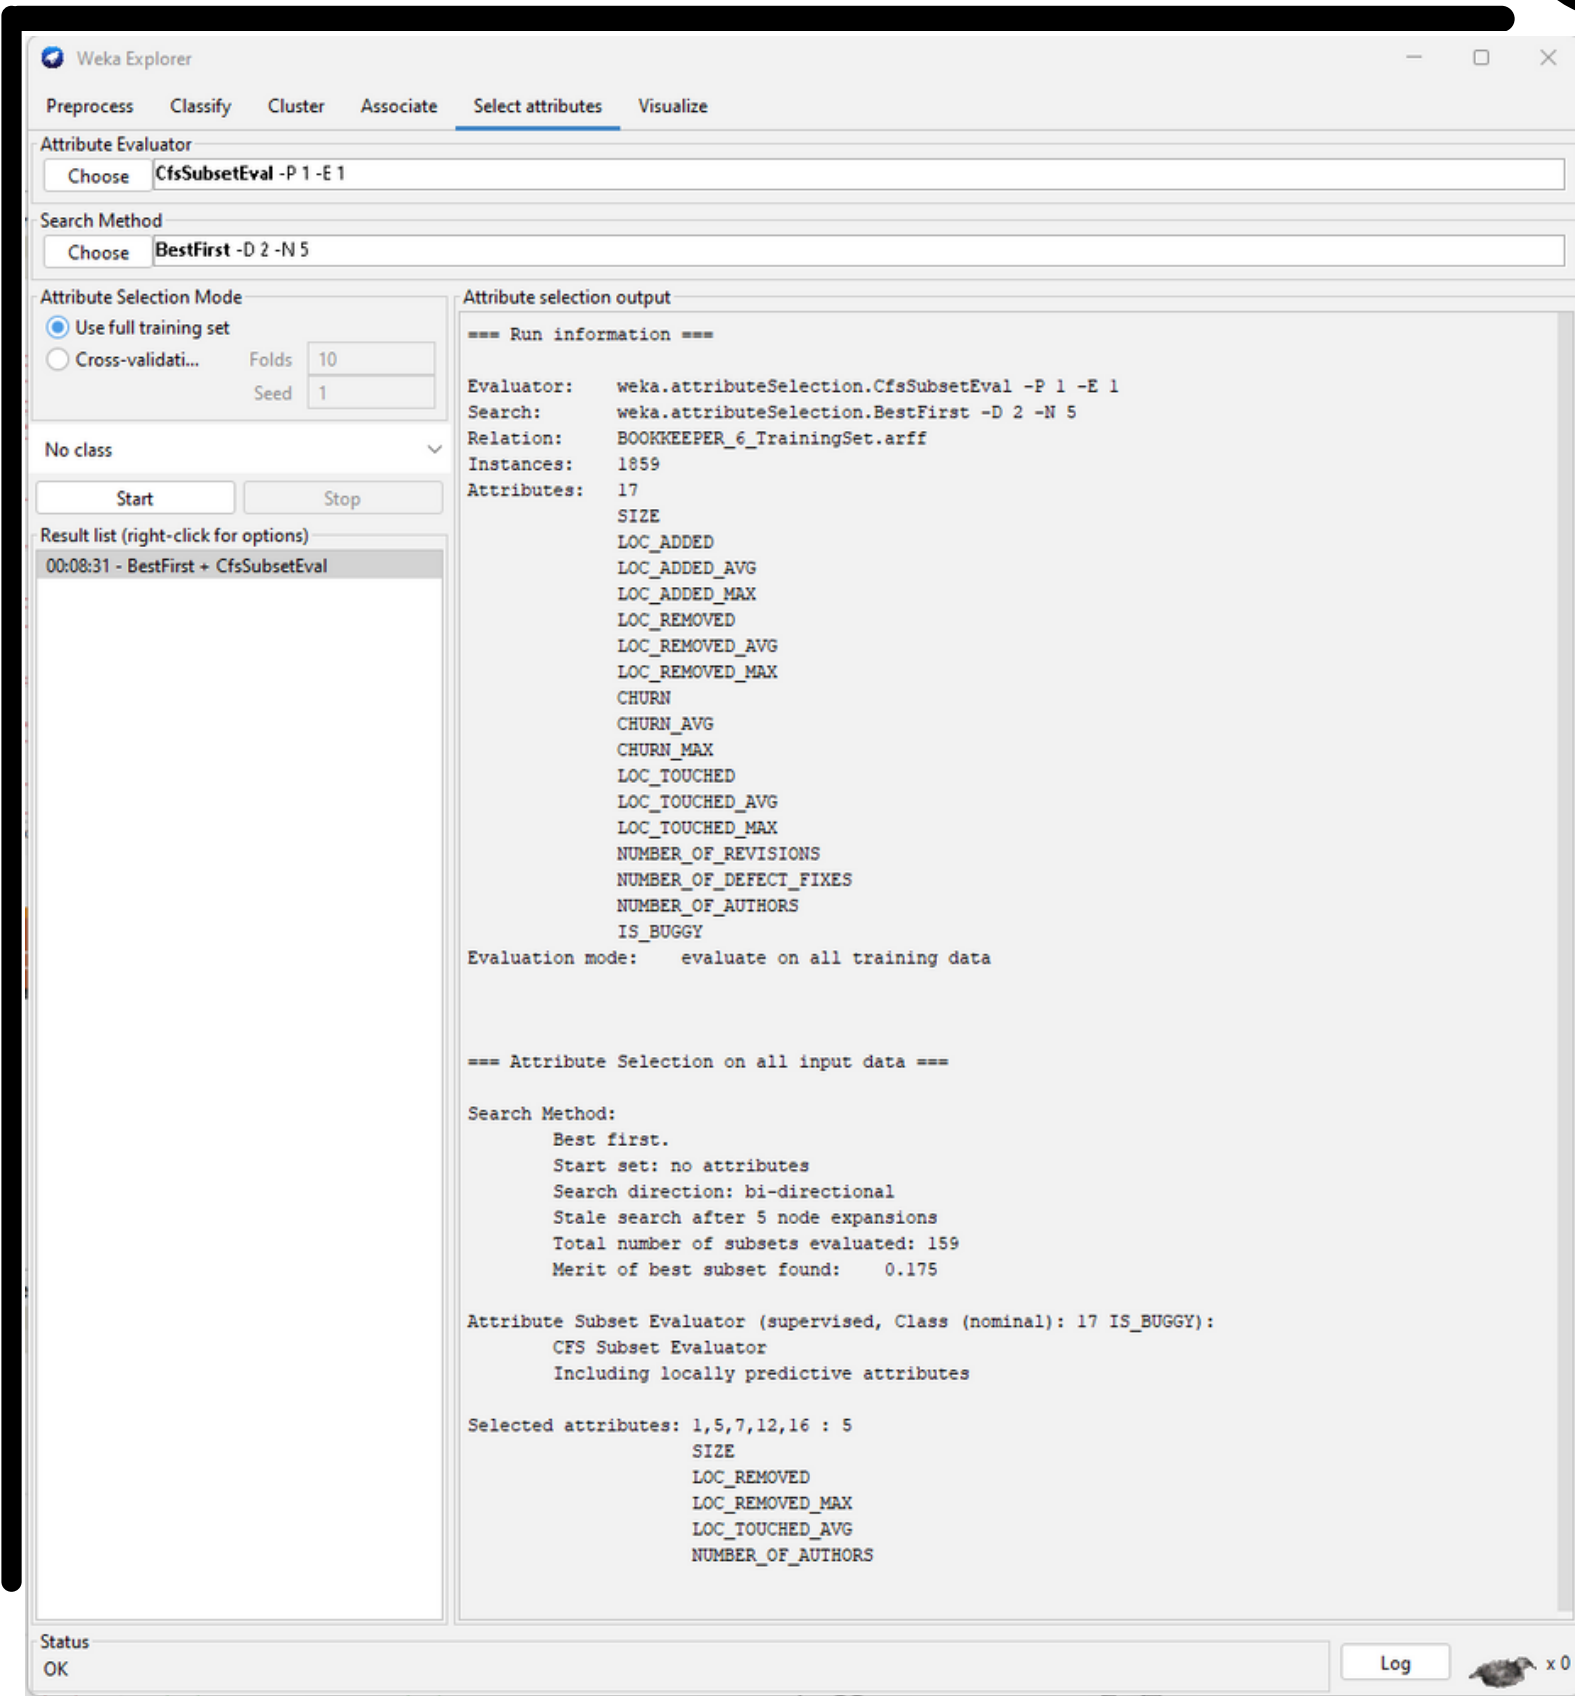 Weka Explorer
Preprocess Classify Cluster Associate Select attributes Visualize
Attribute Evaluator
Choose CfsSubsetEval -P 1 -E 1
Search Method
Choose BestFirst -D 2 -N 5
Attribute Selection Mode
Use full training set
Cross-validati... Folds 10
Seed 1
No class
Start Stop
Result list (right-click for options)
00:08:31 - BestFirst + CfsSubsetEval
Attribute selection output
=== Run information ===
Evaluator: weka.attributeSelection.CfsSubsetEval -P 1 -E 1
Search: weka.attributeSelection.BestFirst -D 2 -N 5
Relation: BOOKKEEPER_6_TrainingSet.arff
Instances: 1859
Attributes: 17
SIZE
LOC_ADDED
LOC_ADDED_AVG
LOC_ADDED_MAX
LOC_REMOVED
LOC_REMOVED_AVG
LOC_REMOVED_MAX
CHURN
CHURN_AVG
CHURN_MAX
LOC_TOUCHED
LOC_TOUCHED_AVG
LOC_TOUCHED_MAX
NUMBER_OF_REVISIONS
NUMBER_OF_DEFECT_FIXES
NUMBER_OF_AUTHORS
IS_BUGGY
Evaluation mode: evaluate on all training data
=== Attribute Selection on all input data ===
Search Method:
Best first.
Start set: no attributes
Search direction: bi-directional
Stale search after 5 node expansions
Total number of subsets evaluated: 159
Merit of best subset found: 0.175
Attribute Subset Evaluator (supervised, Class (nominal): 17 IS_BUGGY):
CFS Subset Evaluator
Including locally predictive attributes
Selected attributes: 1,5,7,12,16 : 5
SIZE
LOC_REMOVED
LOC_REMOVED_MAX
LOC_TOUCHED_AVG
NUMBER_OF_AUTHORS
Status
OK
Log
x 0